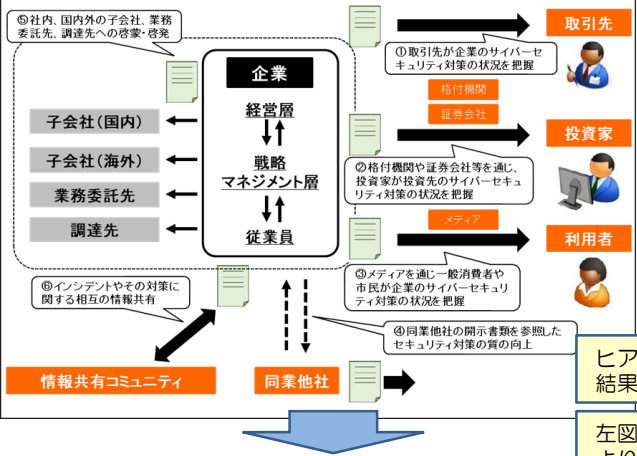 ⑤社内、国内外の子会社、業務
委託先、調達先への啓蒙・啓発
取引先
①取引先が企業のサイバーセ
キュリティ対策の状況を把握
企業
経営層
戦略
マネジメント層
従業員
子会社(国内)
子会社(海外)
業務委託先
調達先
格付機関
証券会社
投資家
②格付機関や証券会社等を通じ、
投資家が投資先のサイバーセキュ
リティ対策の状況を把握
メディア
利用者
③メディアを通じ一般消費者や
市民が企業のサイバーセキュリ
ティ対策の状況を把握
⑥インシデントやその対策に
関する相互の情報共有
④同業他社の開示書類を参照した
セキュリティ対策の質の向上
情報共有コミュニティ
同業他社
ヒア
結果
左図